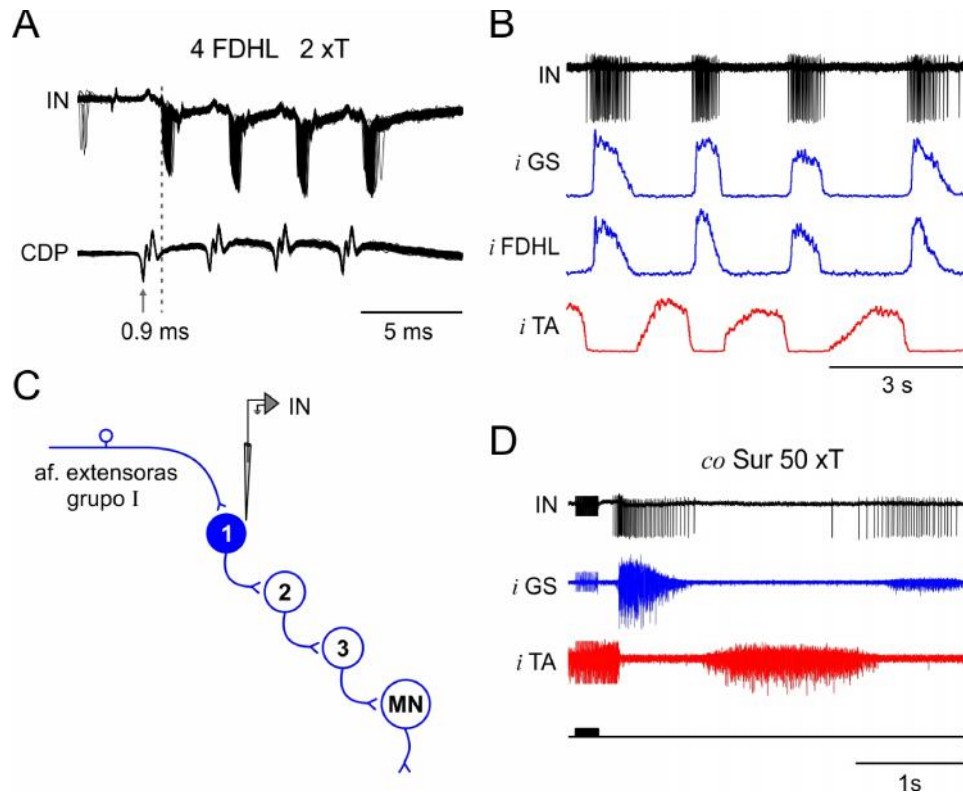 A
4 FDHL 2 xT
IN
CDP
0.9 ms
5 ms
B
IN
i GS
i FDHL
i TA
3 s
C
IN
af. extensoras
grupo I
1
2
3
MN
D
co Sur 50 xT
IN
i GS
i TA
1s